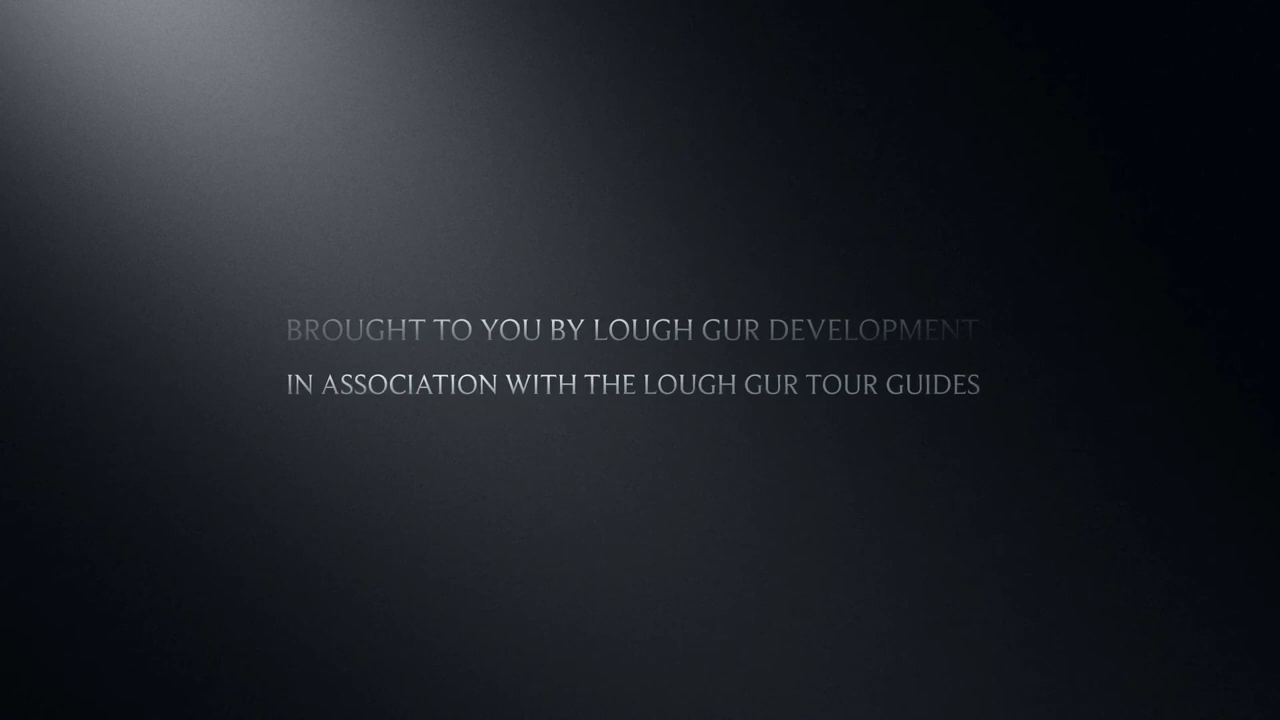 BROUGHT TO YOU BY LOUGH GUR DEVELOPMENT
IN ASSOCIATION WITH THE LOUGH GUR TOUR GUIDES